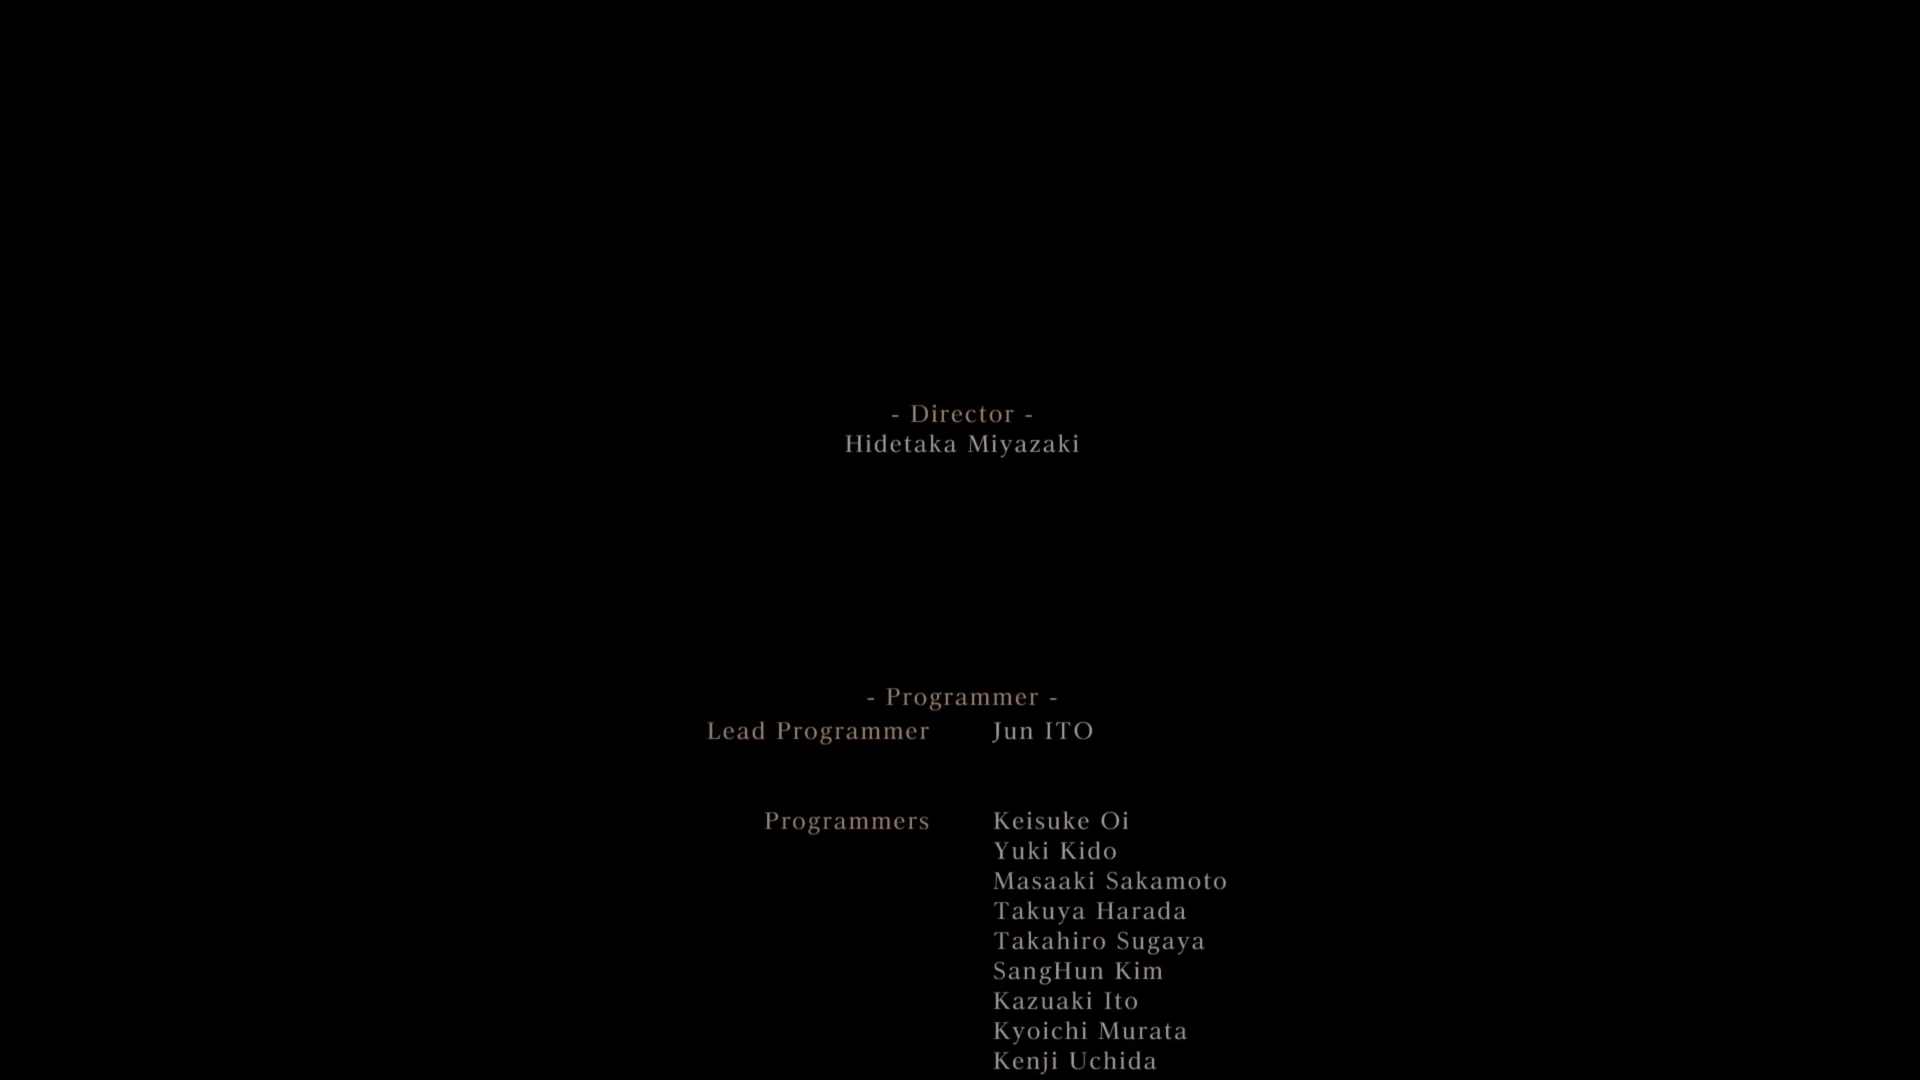 - Director -
Hidetaka Miyazaki
- Programmer -
Lead Programmer Jun ITO
Programmers Keisuke Oi
Yuki Kido
Masaaki Sakamoto
Takuya Harada
Takahiro Sugaya
SangHun Kim
Kazuaki Ito
Kyoichi Murata
Kenji Uchida